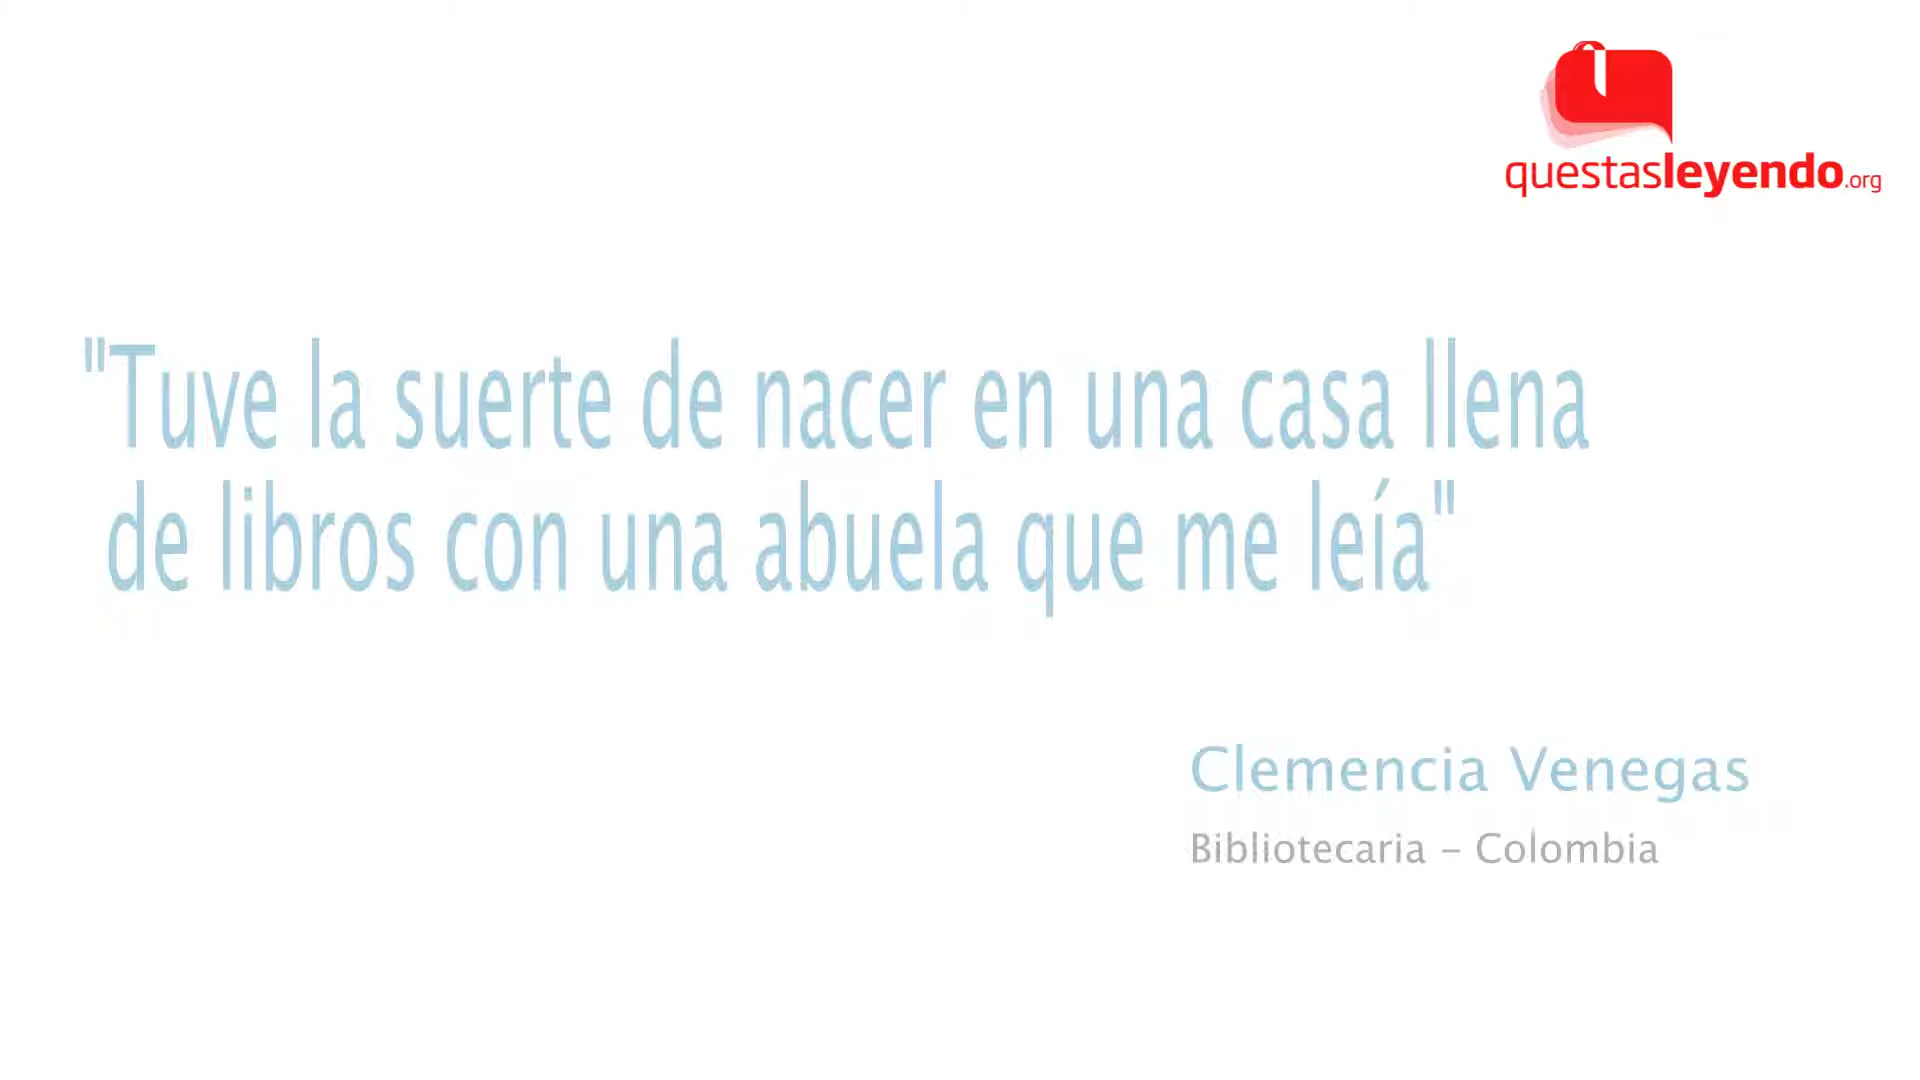 questasleyendo.org
"Tuve la suerte de nacer en una casa llena
de libros con una abuela que me leía"
Clemencia Venegas
Bibliotecaria - Colombia